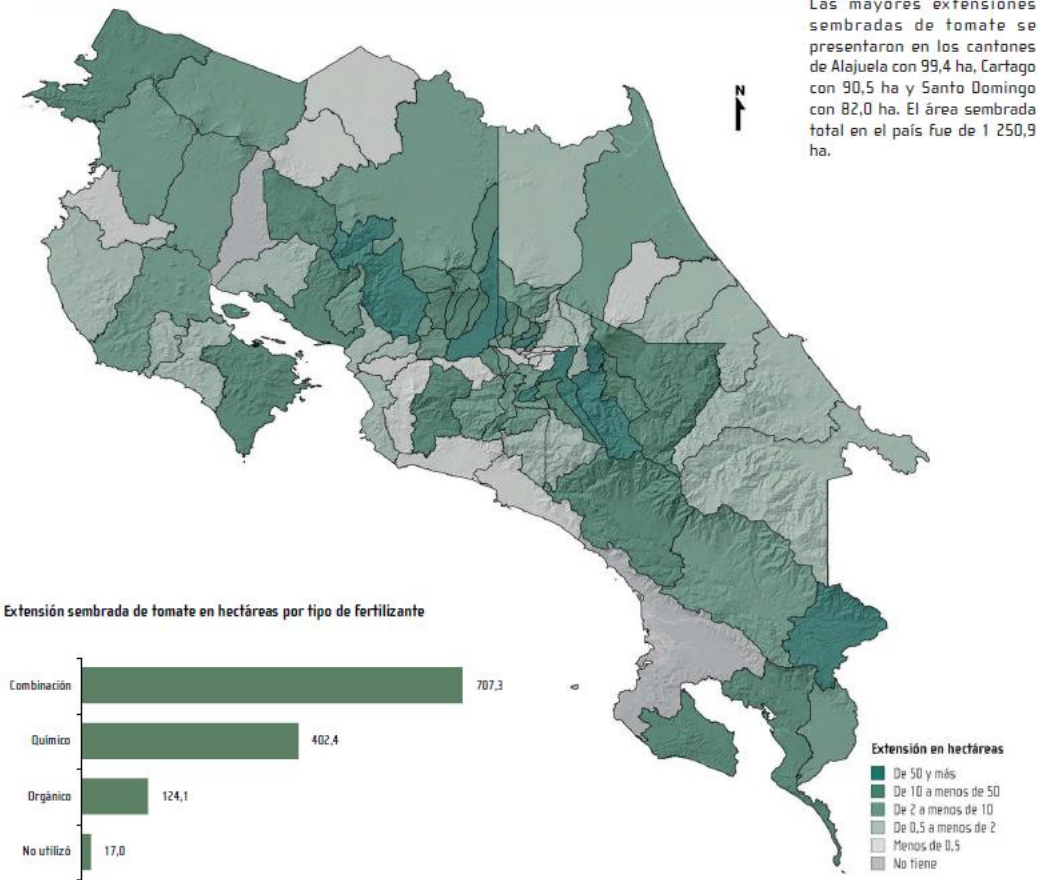 Las mayores extensiones
sembradas de tomate se
presentaron en los cantones
de Alajuela con 99,4 ha, Cartago
con 90,5 ha y Santo Domingo
con 82,0 ha. El área sembrada
total en el país fue de 1 250,9
ha.
N
Extensión sembrada de tomate en hectáreas por tipo de fertilizante
Combinación 707,3
Químico 402,4
Orgánico 124,1
No utilizó 17,0
Extensión en hectáreas
De 50 y más
De 10 a menos de 50
De 2 a menos de 10
De 0,5 a menos de 2
Menos de 0,5
No tiene